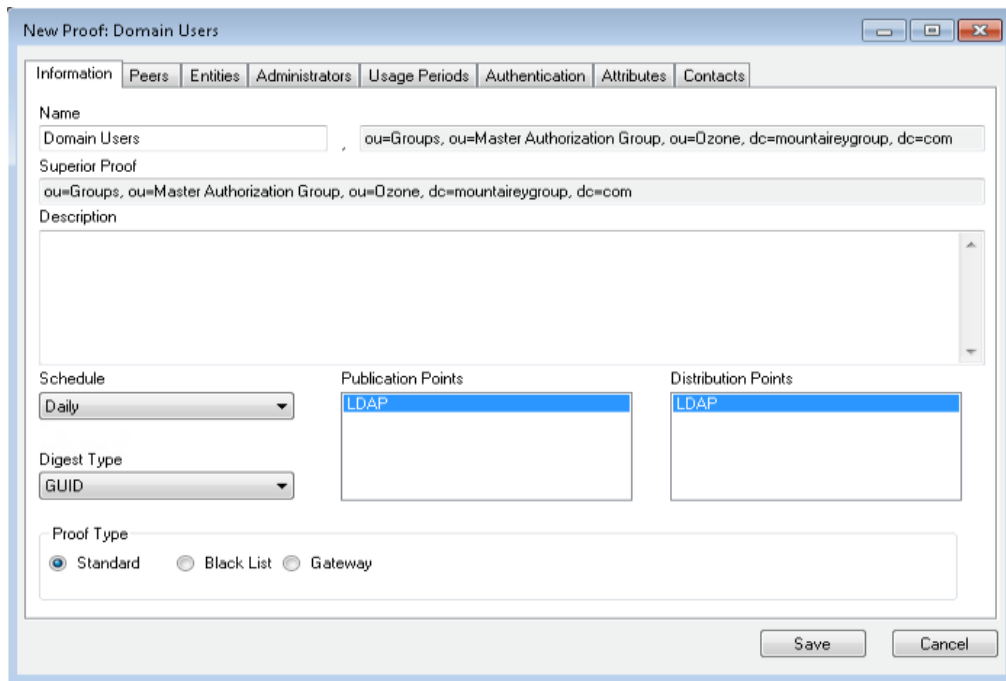 New Proof: Domain Users
Information Peers Entities Administrators Usage Periods Authentication Attributes Contacts
Name
Domain Users , ou=Groups, ou=Master Authorization Group, ou=Ozone, dc=mountaireygroup, dc=com
Superior Proof
ou=Groups, ou=Master Authorization Group, ou=Ozone, dc=mountaireygroup, dc=com
Description
Schedule Publication Points Distribution Points
Daily LDAP LDAP
Digest Type
GUID
Proof Type
Standard Black List Gateway
Save Cancel